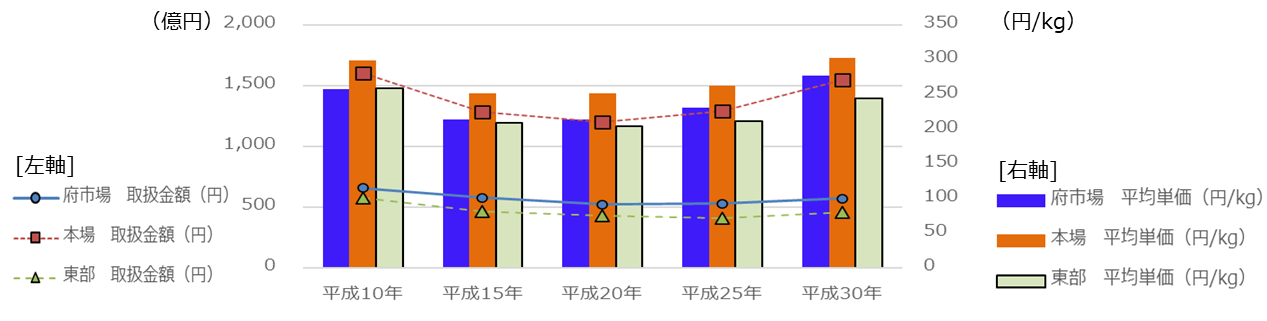 （億円） 2,000 350 （円/kg）
300
1,500 250
200
1,000 150
[左軸] [右軸]
府市場　取扱金額（円） 500 100 府市場　平均単価（円/kg）
本場　取扱金額（円） 50 本場　平均単価（円/kg）
東部　取扱金額（円） 0 0 東部　平均単価（円/kg）
平成10年 平成15年 平成20年 平成25年 平成30年